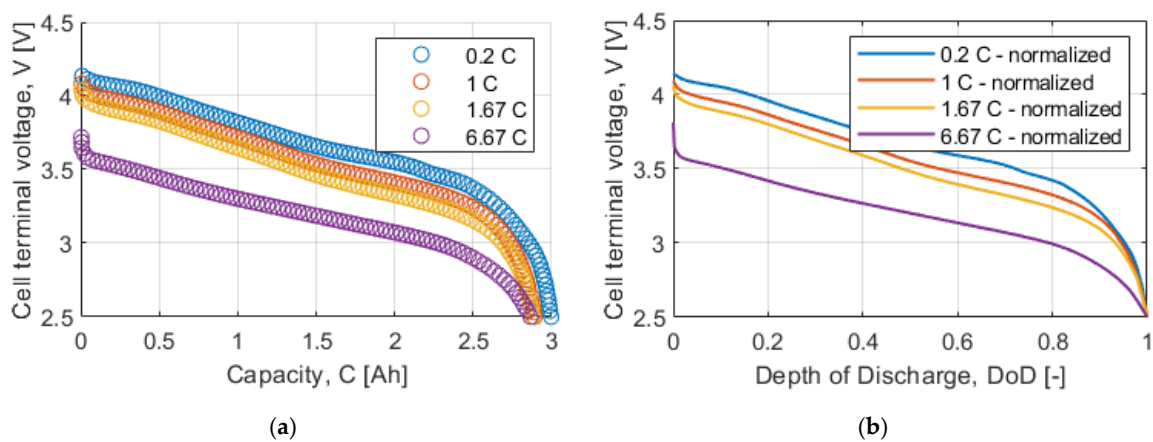 4.5
4
3.5
3
2.5
Cell terminal voltage, V [V]
0.2 C
1 C
1.67 C
6.67 C
0 0.5 1 1.5 2 2.5 3
Capacity, C [Ah]
(a)
4.5
4
3.5
3
2.5
Cell terminal voltage, V [V]
0.2 C - normalized
1 C - normalized
1.67 C - normalized
6.67 C - normalized
0 0.2 0.4 0.6 0.8 1
Depth of Discharge, DoD [-]
(b)